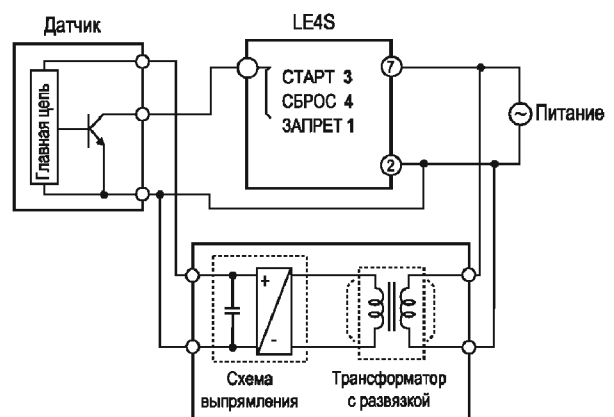 Датчик
LE4S
Главная цепь
СТАРТ 3
СБРОС 4
ЗАПРЕТ 1
7
2
~
Питание
+
-
Схема
выпрямления
Трансформатор
с развязкой